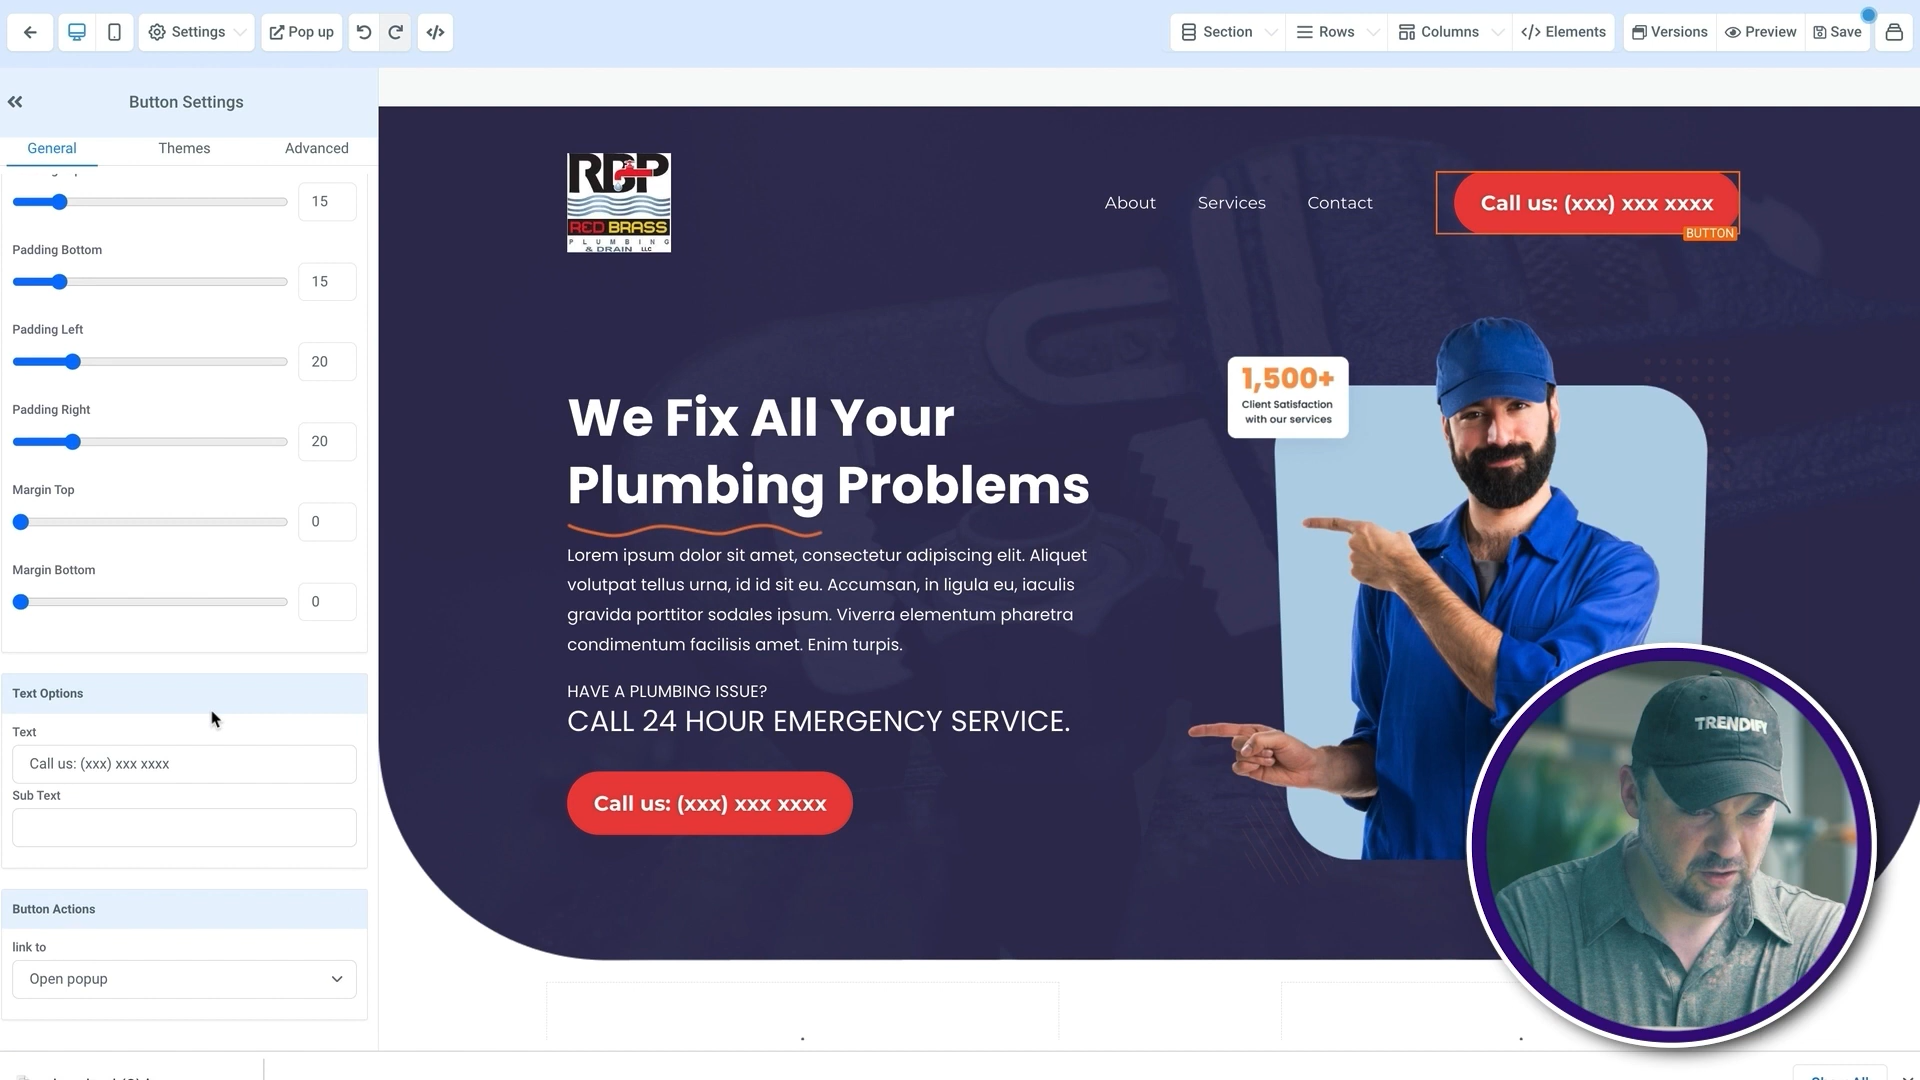 Settings
Pop up
Section
Rows
Columns
Elements
Versions
Preview
Save
Button Settings
General
Themes
Advanced
15
Padding Bottom
15
Padding Left
20
Padding Right
20
Margin Top
0
Margin Bottom
0
Text Options
Text
Call us: (xxx) xxx xxxx
Sub Text
Button Actions
link to
Open popup
RBP
RED BRASS
PLUMBING
& DRAIN LLC
About
Services
Contact
Call us: (xxx) xxx xxxx
BUTTON
1,500+
Client Satisfaction
with our services
We Fix All Your
Plumbing Problems
Lorem ipsum dolor sit amet, consectetur adipiscing elit. Aliquet
volutpat tellus urna, id id sit eu. Accumsan, in ligula eu, iaculis
gravida porttitor sodales ipsum. Viverra elementum pharetra
condimentum facilisis amet. Enim turpis.
HAVE A PLUMBING ISSUE?
CALL 24 HOUR EMERGENCY SERVICE.
Call us: (xxx) xxx xxxx
TRENDIFY